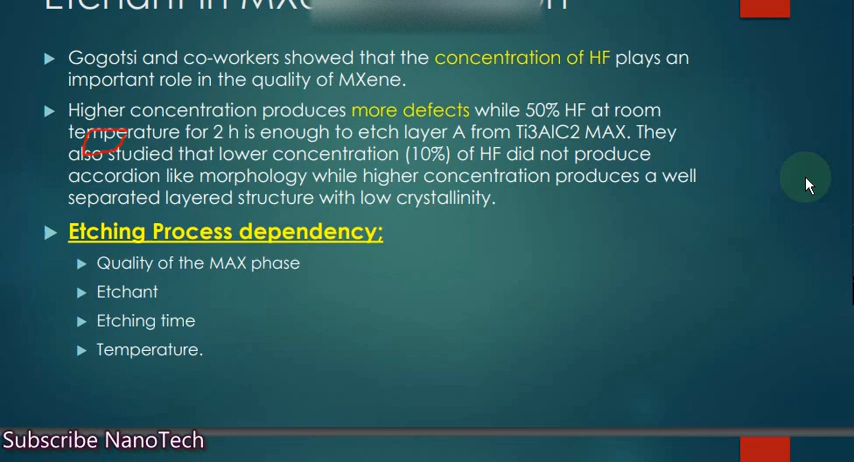 Gogotsi and co-workers showed that the concentration of HF plays an
important role in the quality of MXene.
Higher concentration produces more defects while 50% HF at room
temperature for 2 h is enough to etch layer A from Ti3AlC2 MAX. They
also studied that lower concentration (10%) of HF did not produce
accordion like morphology while higher concentration produces a well
separated layered structure with low crystallinity.
Etching Process dependency;
Quality of the MAX phase
Etchant
Etching time
Temperature.
Subscribe NanoTech